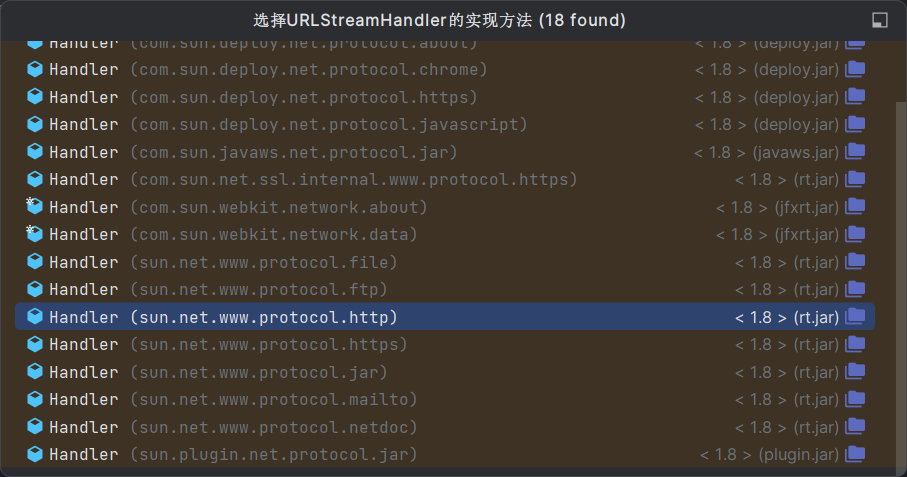 选择URLStreamHandler的实现方法 (18 found)
Handler (com.sun.deploy.net.protocol.about) < 1.8 > (deploy.jar)
Handler (com.sun.deploy.net.protocol.chrome) < 1.8 > (deploy.jar)
Handler (com.sun.deploy.net.protocol.https) < 1.8 > (deploy.jar)
Handler (com.sun.deploy.net.protocol.javascript) < 1.8 > (deploy.jar)
Handler (com.sun.javaws.net.protocol.jar) < 1.8 > (javaws.jar)
Handler (com.sun.net.ssl.internal.www.protocol.https) < 1.8 > (rt.jar)
Handler (com.sun.webkit.network.about) < 1.8 > (jfxrt.jar)
Handler (com.sun.webkit.network.data) < 1.8 > (jfxrt.jar)
Handler (sun.net.www.protocol.file) < 1.8 > (rt.jar)
Handler (sun.net.www.protocol.ftp) < 1.8 > (rt.jar)
Handler (sun.net.www.protocol.http) < 1.8 > (rt.jar)
Handler (sun.net.www.protocol.https) < 1.8 > (rt.jar)
Handler (sun.net.www.protocol.jar) < 1.8 > (rt.jar)
Handler (sun.net.www.protocol.mailto) < 1.8 > (rt.jar)
Handler (sun.net.www.protocol.netdoc) < 1.8 > (rt.jar)
Handler (sun.plugin.net.protocol.jar) < 1.8 > (plugin.jar)